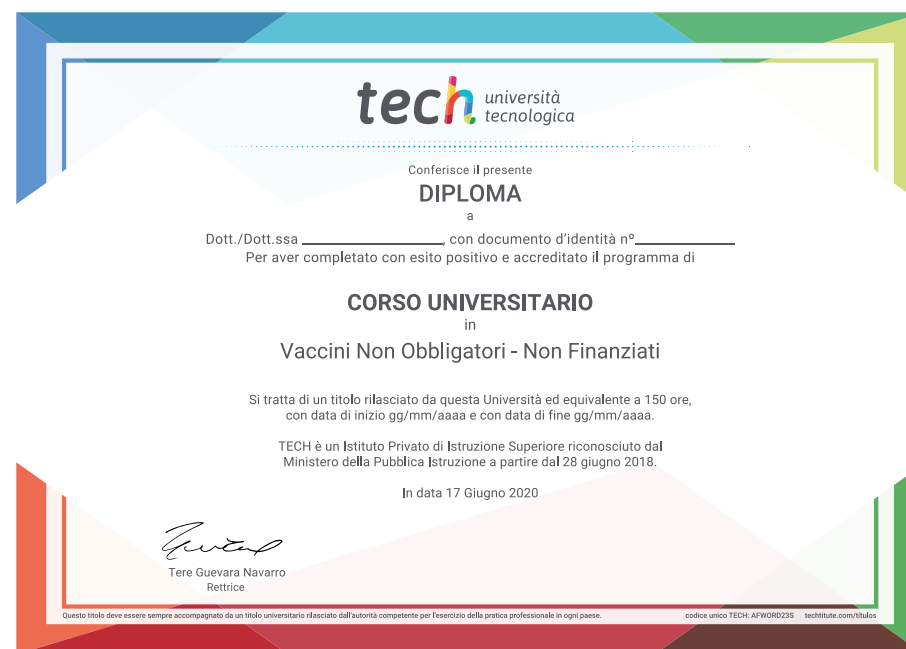 tech università
tecnologica
Conferisce il presente
DIPLOMA
a
Dott./Dott.ssa ____________________, con documento d'identità nº______________
Per aver completato con esito positivo e accreditato il programma di
CORSO UNIVERSITARIO
in
Vaccini Non Obbligatori - Non Finanziati
Si tratta di un titolo rilasciato da questa Università ed equivalente a 150 ore,
con data di inizio gg/mm/aaaa e con data di fine gg/mm/aaaa.
TECH è un Istituto Privato di Istruzione Superiore riconosciuto dal
Ministero della Pubblica Istruzione a partire dal 28 giugno 2018.
In data 17 Giugno 2020
Tere Guevara Navarro
Rettrice
Questo titolo deve essere sempre accompagnato da un titolo universitario rilasciato dall'autorità competente per l'esercizio della pratica professionale in ogni paese. codice unico TECH: AFWORD23S techtitute.com/titulos